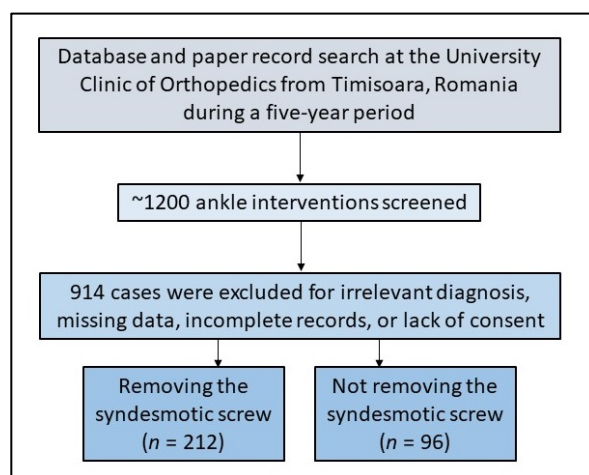 Database and paper record search at the University
Clinic of Orthopedics from Timisoara, Romania
during a five-year period
~1200 ankle interventions screened
914 cases were excluded for irrelevant diagnosis,
missing data, incomplete records, or lack of consent
Removing the
syndesmotic screw
(n = 212)
Not removing the
syndesmotic screw
(n = 96)